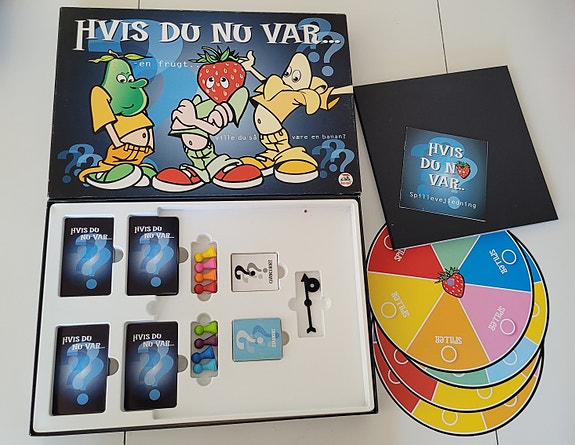 HVIS DU NU VAR...
en frugt..
ville du så være en banan?
HVIS
DU NU
VAR...
Spillevejledning
HVIS DU
NU VAR...
HVIS DU
NU VAR...
HVIS DU
NU VAR...
HVIS DU
NU VAR...
SPILLER
SPILLER
SPILLER
SPILLER